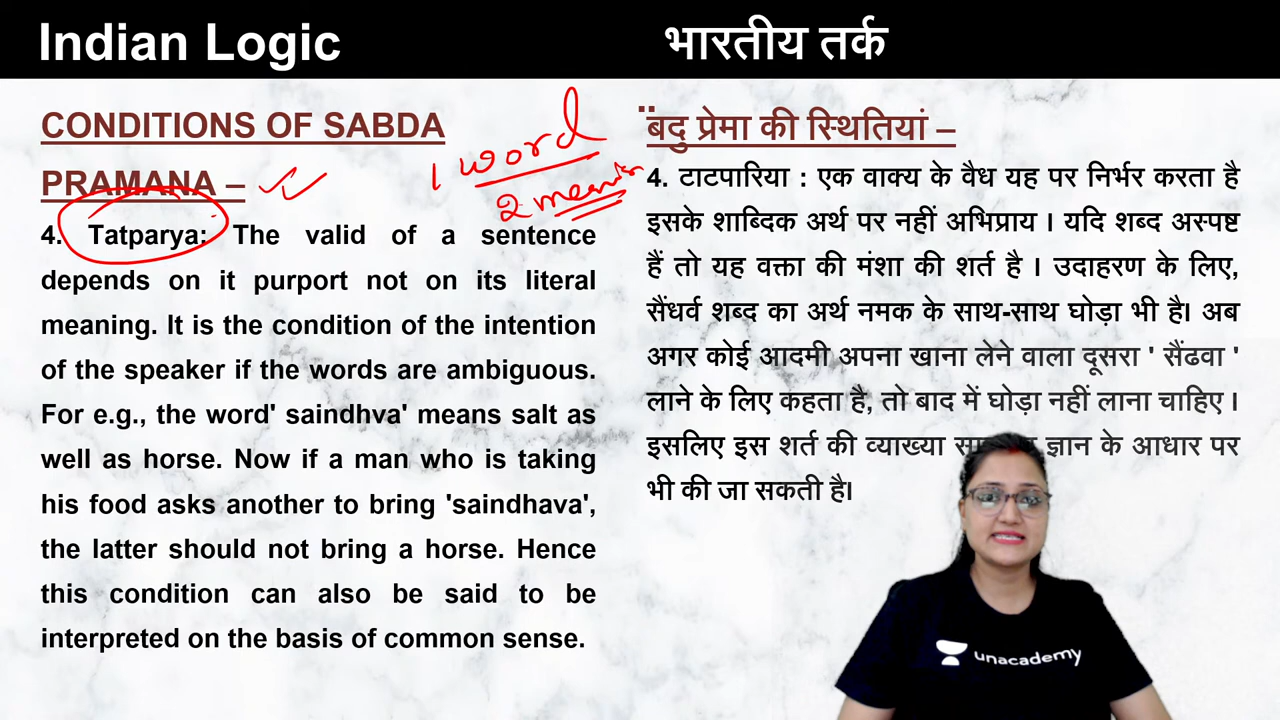 Indian Logic
भारतीय तर्क
CONDITIONS OF SABDA
PRAMANA –
1 word
2 meanin
4. Tatparya: The valid of a sentence
depends on it purport not on its literal
meaning. It is the condition of the intention
of the speaker if the words are ambiguous.
For e.g., the word' saindhva' means salt as
well as horse. Now if a man who is taking
his food asks another to bring 'saindhava',
the latter should not bring a horse. Hence
this condition can also be said to be
interpreted on the basis of common sense.
बदु प्रेमा की स्थितियां –
4. टाटपारिया : एक वाक्य के वैध यह पर निर्भर करता है
इसके शाब्दिक अर्थ पर नहीं अभिप्राय । यदि शब्द अस्पष्ट
हैं तो यह वक्ता की मंशा की शर्त है । उदाहरण के लिए,
सैंधर्व शब्द का अर्थ नमक के साथ-साथ घोड़ा भी है। अब
अगर कोई आदमी अपना खाना लेने वाला दूसरा ' सैंढवा '
लाने के लिए कहता है, तो बाद में घोड़ा नहीं लाना चाहिए ।
इसलिए इस शर्त की व्याख्या ज्ञान के आधार पर
भी की जा सकती है।
unacademy